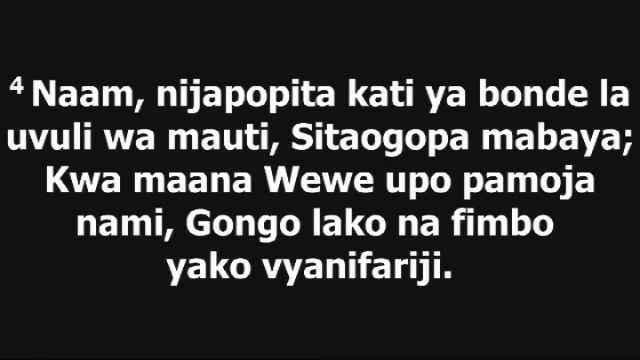 ⁴ Naam, nijapopita kati ya bonde la
uvuli wa mauti, Sitaogopa mabaya;
Kwa maana Wewe upo pamoja
nami, Gongo lako na fimbo
yako vyanifariji.